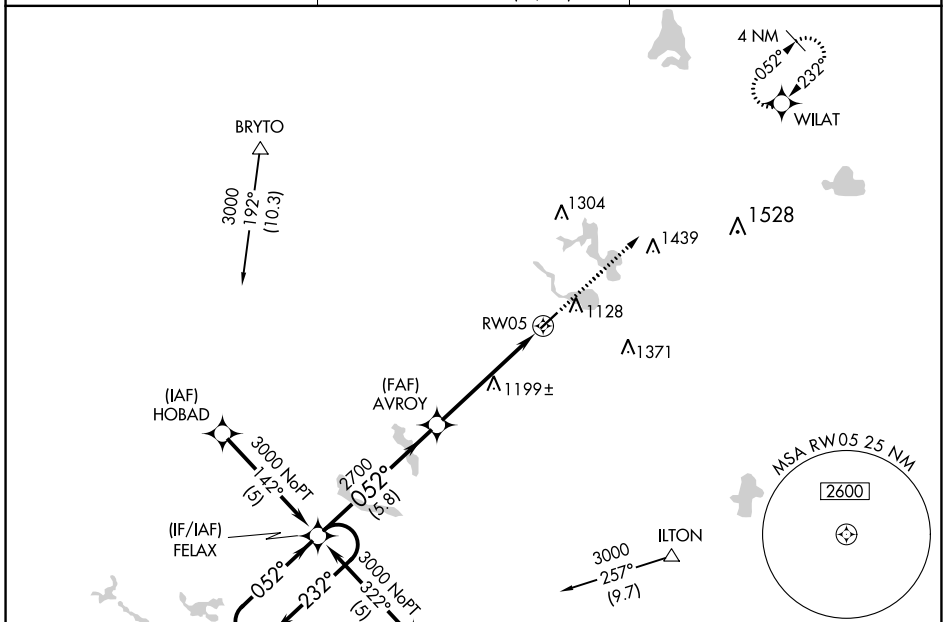 4 NM
052°
232°
WILAT
BRYTO
3000
192°
(10.3)
1304
1528
1439
RW05
1128
1371
(FAF)
AVROY
1199±
(IAF)
HOBAD
3000 NoPT
142°
(5)
2700
052°
(5.8)
MSA RW05 25 NM
2600
(IF/IAF)
FELAX
ILTON
3000
257°
(9.7)
052°
232°
3000 NoPT
322°
(5)